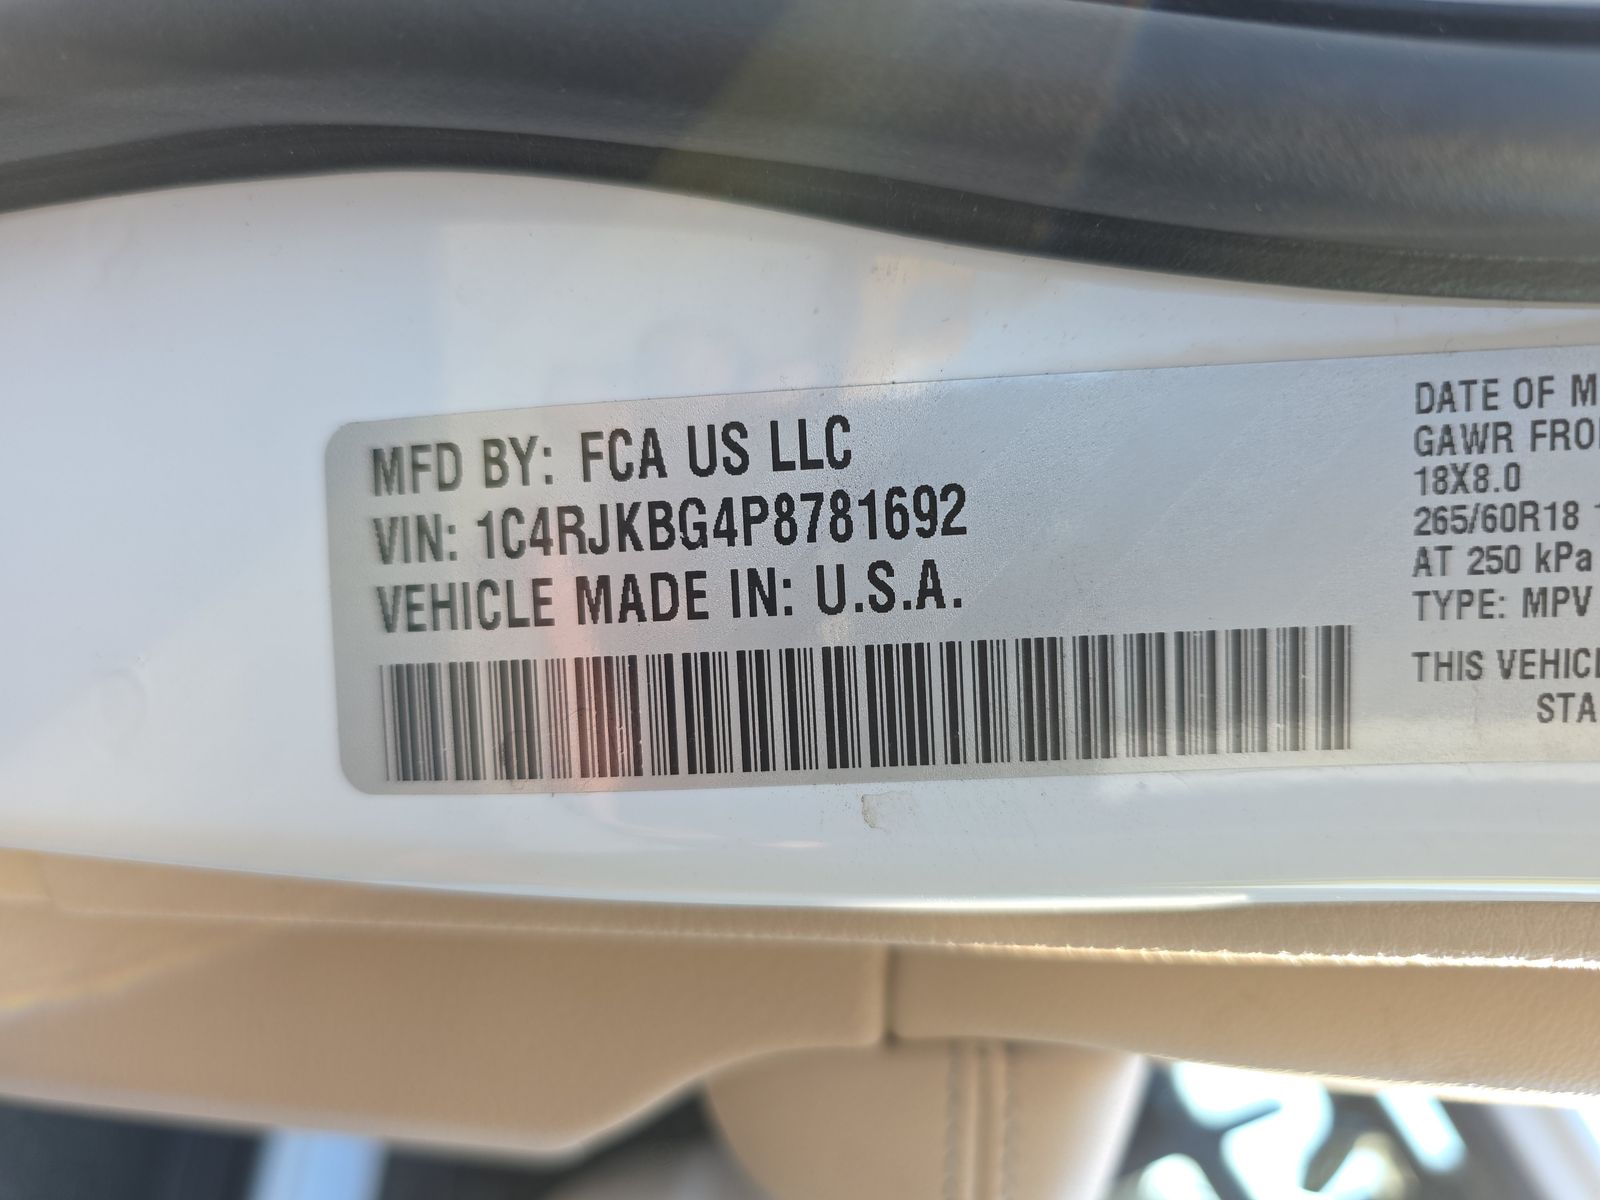 MFD BY: FCA US LLC
VIN: 1C4RJKBG4P8781692
VEHICLE MADE IN: U.S.A.
DATE OF M
GAWR FRO
18X8.0
265/60R18
AT 250 kPa
TYPE: MPV
THIS VEHIC
STA